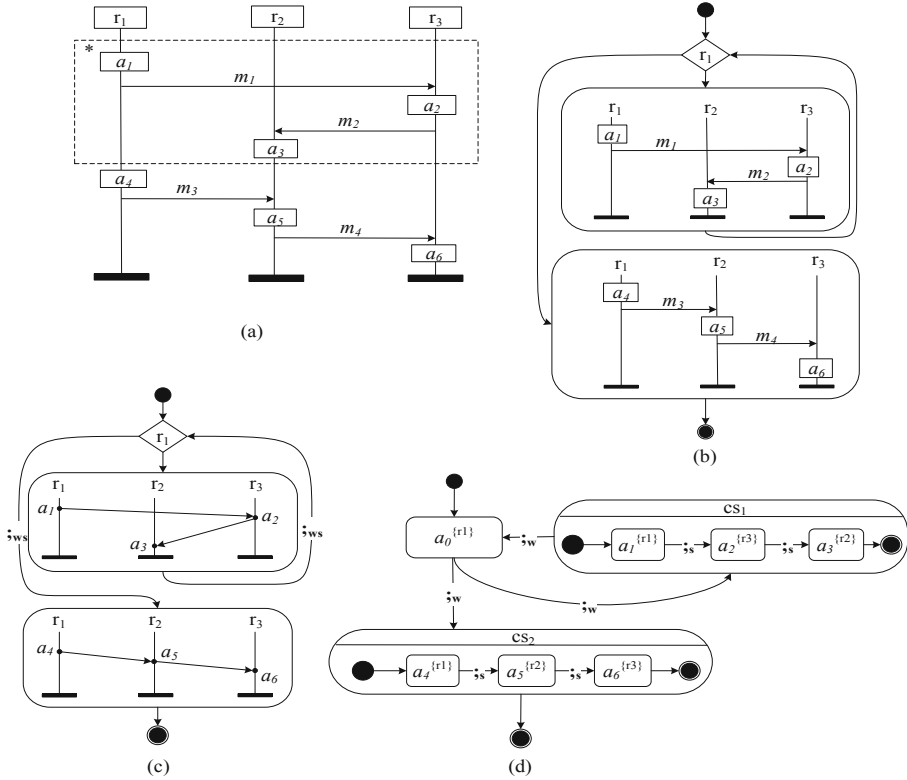 r1 r2 r3
*
a1
m1
a2
m2
a3
a4
m3
a5
m4
a6
(a)
r1
r1 r2 r3
a1
m1
a2
m2
a3
r1 r2 r3
a4
m3
a5
m4
a6
(b)
r1
r1 r2 r3
a1
a2
a3
;ws ;ws
r1 r2 r3
a4
a5
a6
(c)
cs1
a0{r1} ;w a1{r1} ;s a2{r3} ;s a3{r2}
;w ;w
cs2
a4{r1} ;s a5{r2} ;s a6{r3}
(d)